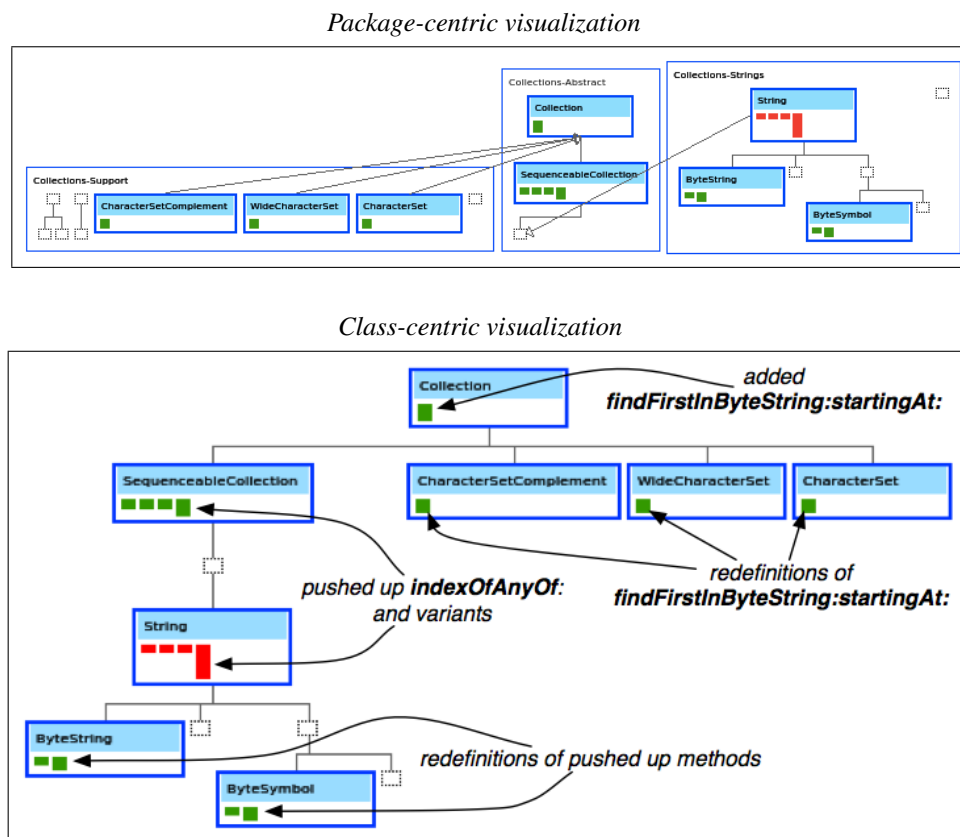 Package-centric visualization
Collections-Abstract
Collections-Strings
Collection
String
Collections-Support
SequenceableCollection
ByteString
CharacterSetComplement
WideCharacterSet
CharacterSet
ByteSymbol
Class-centric visualization
Collection
added
findFirstInByteString:startingAt:
SequenceableCollection
CharacterSetComplement
WideCharacterSet
CharacterSet
pushed up indexOfAnyOf:
and variants
redefinitions of
findFirstInByteString:startingAt:
String
ByteString
redefinitions of pushed up methods
ByteSymbol